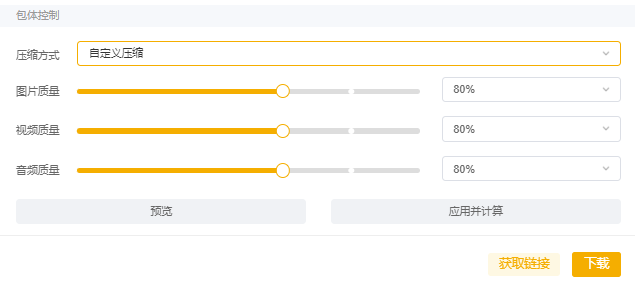 包体控制
压缩方式 自定义压缩
图片质量 80%
视频质量 80%
音频质量 80%
预览 应用并计算
获取链接 下载